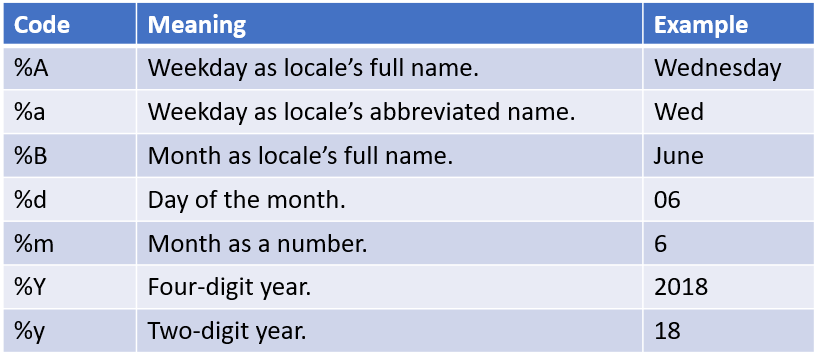 Code Meaning Example
%A Weekday as locale’s full name. Wednesday
%a Weekday as locale’s abbreviated name. Wed
%B Month as locale’s full name. June
%d Day of the month. 06
%m Month as a number. 6
%Y Four-digit year. 2018
%y Two-digit year. 18